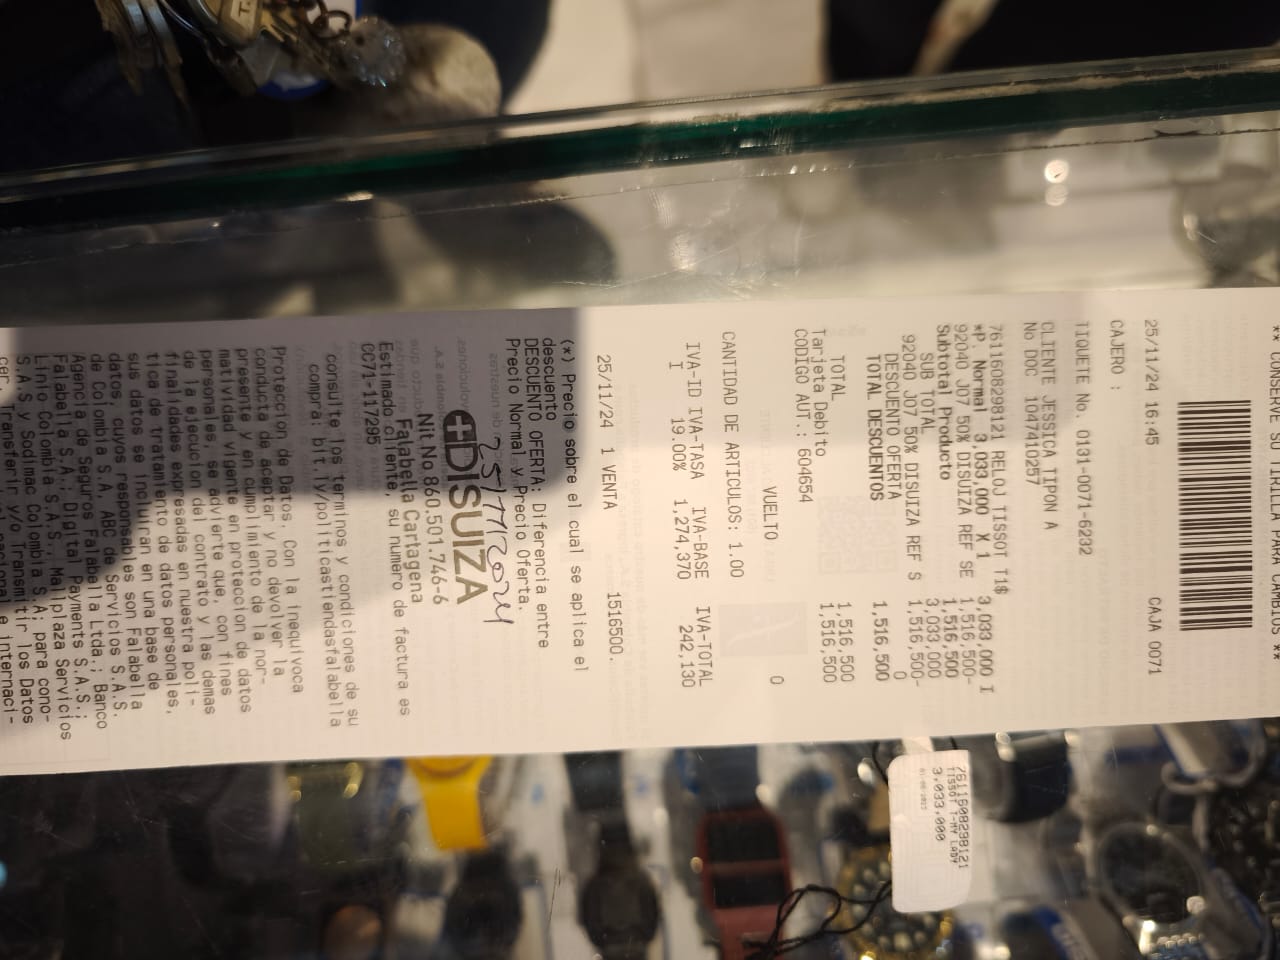 ** CONSERVE SU TIRILLA PARA CAMBIOS **
25/11/24 16:45 CAJA 0071
CAJERO :
TIQUETE No. 0131-0071-6232
CLIENTE JESSICA TIPON A
No DOC 1047410257
7611608298121 RELOJ TISSOT T1$ 3,033,000 I
*P. Normal 3,033,000 X 1
92040 J07 50% DISUIZA REF SE 1,516,500-
Subtotal Producto 1,516,500
SUB TOTAL 3,033,000
92040 J07 50% DISUIZA REF S 1,516,500-
DESCUENTO OFERTA 0
TOTAL DESCUENTOS 1,516,500
TOTAL 1,516,500
Tarjeta Debito 1,516,500
CODIGO AUT.: 604654
VUELTO 0
CANTIDAD DE ARTICULOS: 1.00
IVA-ID IVA-TASA IVA-BASE IVA-TOTAL
I 19.00% 1,274,370 242,130
25/11/24 1 VENTA 1516500.
(*) Precio sobre el cual se aplica el
descuento
DESCUENTO OFERTA: Diferencia entre
Precio Normal y Precio Oferta.
DISUIZA
Nit No 860.501.746-6
Falabella Cartagena
Estimado cliente, su numero de factura es
CC71-117295
consulte los terminos y condiciones de su
compra: bit.ly/politicastiendasfalabella
Proteccion de Datos. Con la inequivoca
conducta de aceptar y no devolver la
presente y en cumplimiento de la nor-
matividad vigente en proteccion de datos
personales, se advierte que, con fines
de la ejecucion del contrato y las demas
finalidades expresadas en nuestra poli-
tica de tratamiento de datos personales,
sus datos se incluiran en una base de
datos, cuyos responsables son Falabella
de Colombia S.A. ABC de Servicios S.A.S.
Agencia de Seguros Falabella Ltda.; Banco
Falabella S.A.; Digital Payments S.A.S.;
Linio Colombia S.A.S., Mallplaza Servicios
S.A.S y Sodimac Colombia S.A; para cono-
cer, Transferir y/o Transmitir los Datos
7611608298121
TISSOT T-MY LADY
3,033,000